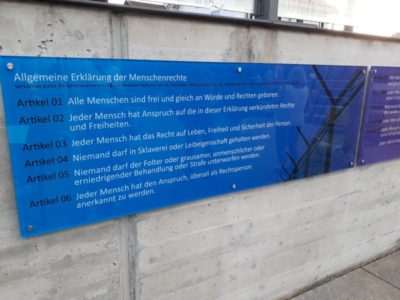 Allgemeine Erklärung der Menschenrechte
Artikel 01 Alle Menschen sind frei und gleich an Würde und Rechten geboren.
Artikel 02 Jeder Mensch hat Anspruch auf die in dieser Erklärung verkündeten Rechte
und Freiheiten.
Artikel 03 Jeder Mensch hat das Recht auf Leben, Freiheit und Sicherheit der Person.
Artikel 04 Niemand darf in Sklaverei oder Leibeigenschaft gehalten werden.
Artikel 05 Niemand darf der Folter oder grausamer, unmenschlicher oder
erniedrigender Behandlung oder Strafe unterworfen werden.
Artikel 06 Jeder Mensch hat den Anspruch, überall als Rechtsperson
anerkannt zu werden.